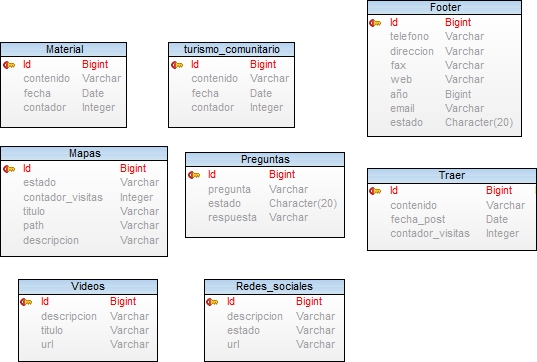 Material
Id Bigint
contenido Varchar
fecha Date
contador Integer
turismo_comunitario
Id Bigint
contenido Varchar
fecha Date
contador Integer
Footer
Id Bigint
telefono Varchar
direccion Varchar
fax Varchar
web Varchar
año Bigint
email Varchar
estado Character(20)
Mapas
Id Bigint
estado Varchar
contador_visitas Integer
titulo Varchar
path Varchar
descripcion Varchar
Preguntas
Id Bigint
pregunta Varchar
estado Character(20)
respuesta Varchar
Traer
Id Bigint
contenido Varchar
fecha_post Date
contador_visitas Integer
Videos
Id Bigint
descripcion Varchar
titulo Varchar
url Varchar
Redes_sociales
Id Bigint
descripcion Varchar
estado Varchar
url Varchar